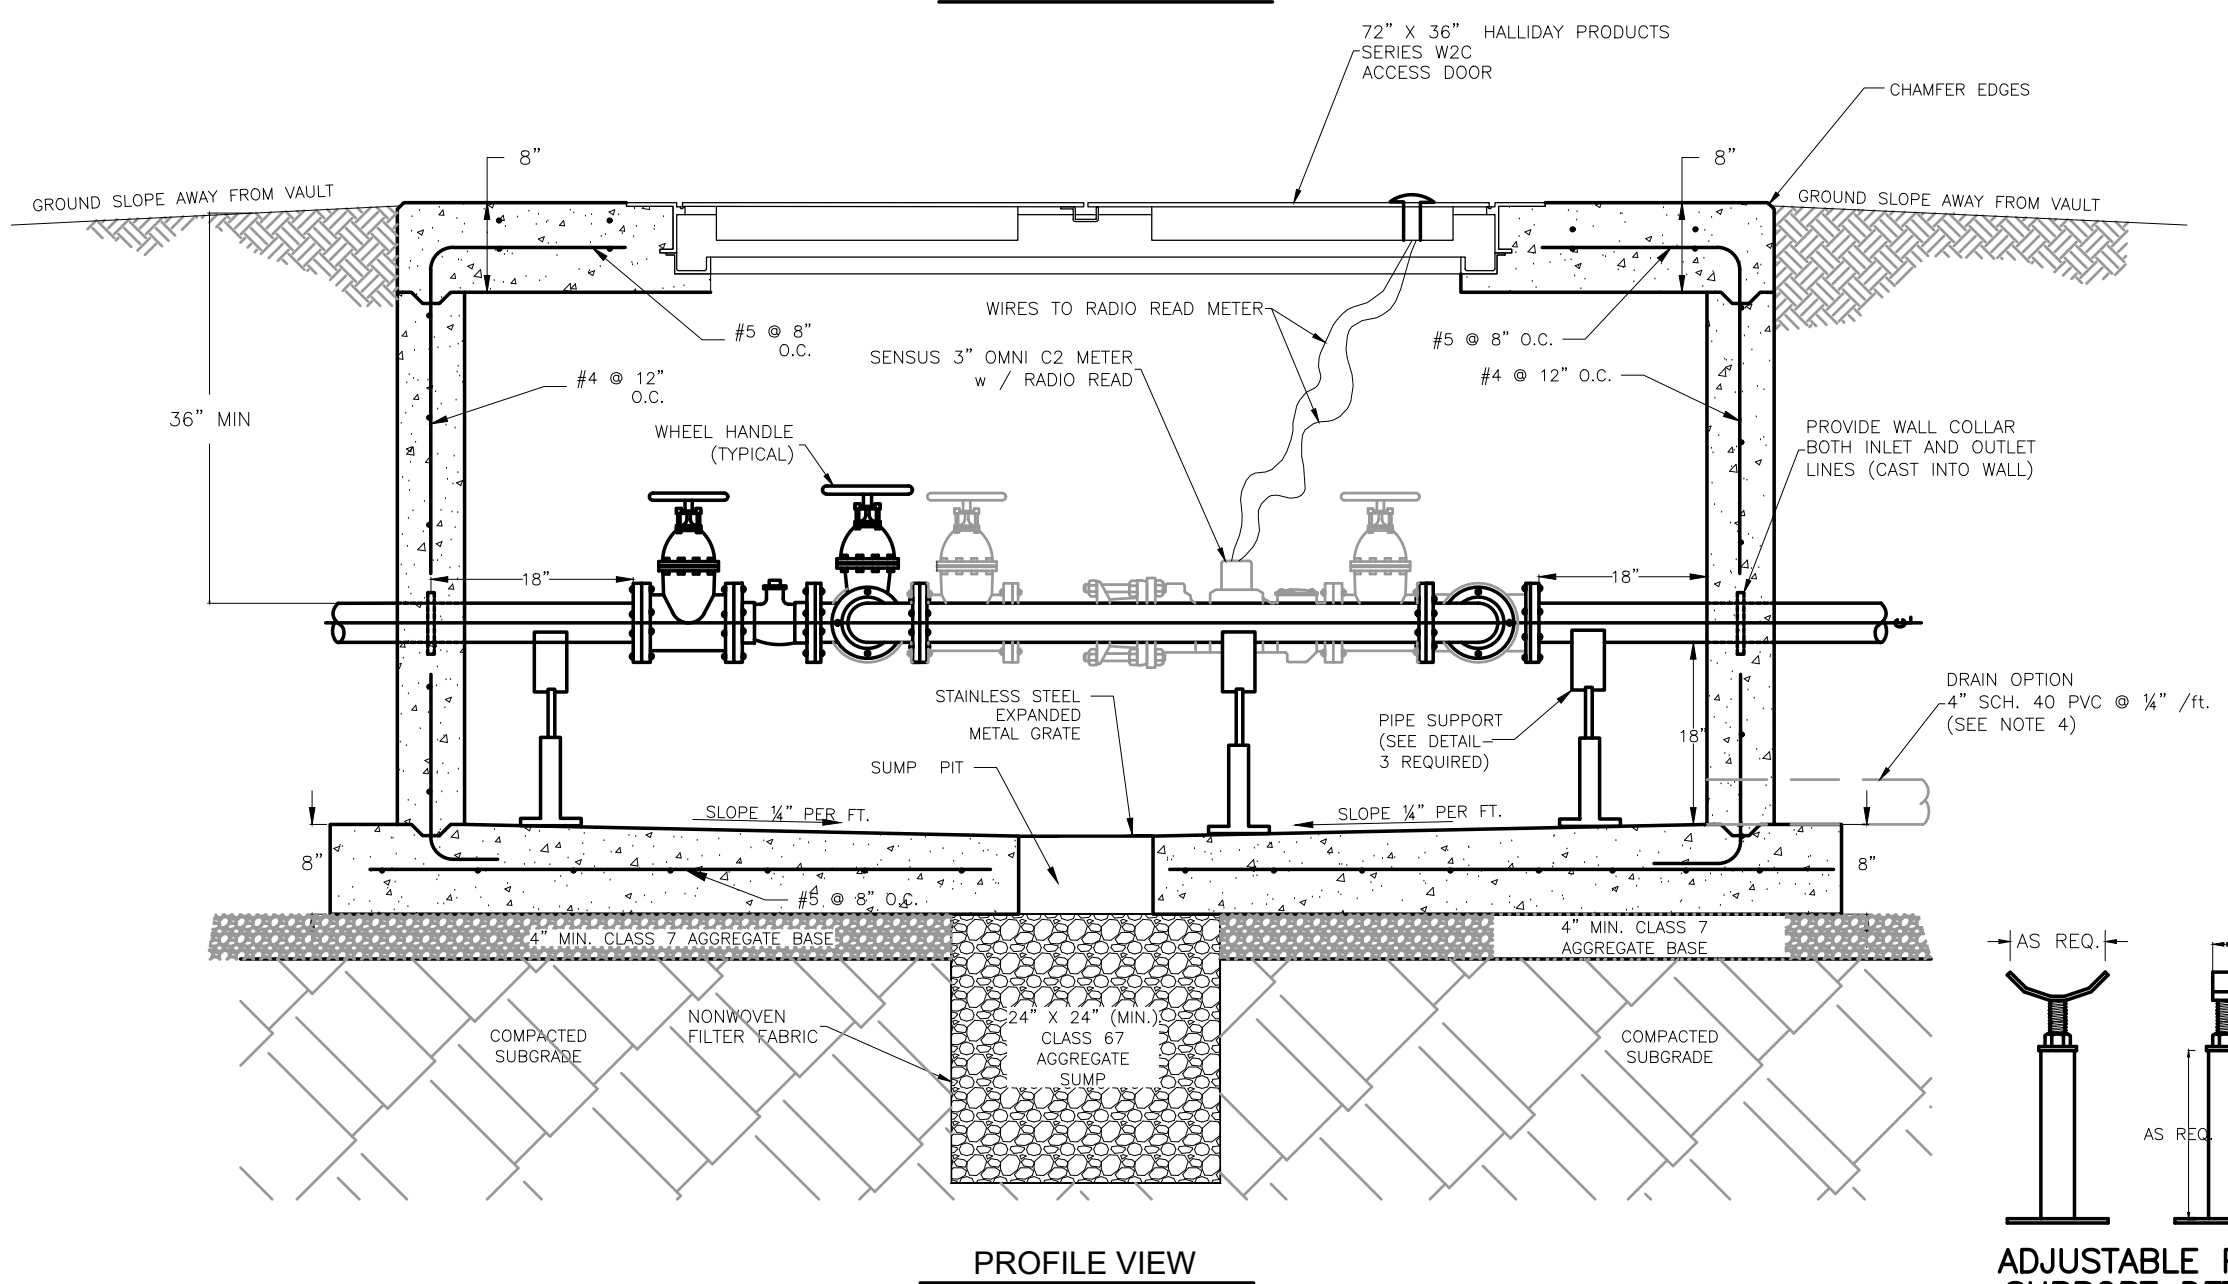 72" X 36" HALLIDAY PRODUCTS
SERIES W2C
ACCESS DOOR
CHAMFER EDGES
8"
8"
GROUND SLOPE AWAY FROM VAULT
GROUND SLOPE AWAY FROM VAULT
WIRES TO RADIO READ METER
#5 @ 8"
O.C.
#5 @ 8" O.C.
SENSUS 3" OMNI C2 METER
w / RADIO READ
#4 @ 12"
O.C.
#4 @ 12" O.C.
36" MIN
WHEEL HANDLE
(TYPICAL)
PROVIDE WALL COLLAR
BOTH INLET AND OUTLET
LINES (CAST INTO WALL)
18"
18"
STAINLESS STEEL
EXPANDED
METAL GRATE
PIPE SUPPORT
(SEE DETAIL
3 REQUIRED)
18"
DRAIN OPTION
4" SCH. 40 PVC @ ¼" /ft.
(SEE NOTE 4)
SUMP PIT
SLOPE ¼" PER FT.
SLOPE ¼" PER FT.
8"
8"
#5 @ 8" O.C.
4" MIN. CLASS 7 AGGREGATE BASE
4" MIN. CLASS 7
AGGREGATE BASE
AS REQ.
COMPACTED
SUBGRADE
NONWOVEN
FILTER FABRIC
24" X 24" (MIN.)
CLASS 67
AGGREGATE
SUMP
COMPACTED
SUBGRADE
AS REQ.
PROFILE VIEW
ADJUSTABLE